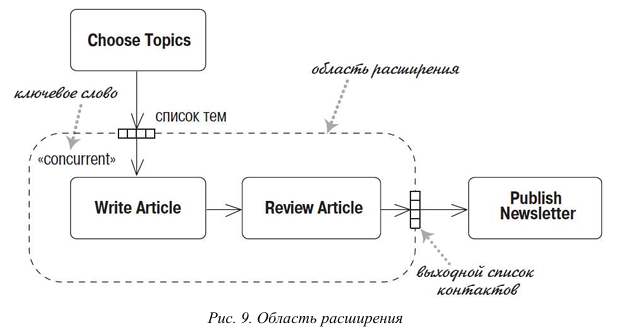 Choose Topics
область расширения
ключевое слово
список тем
«concurrent»
Write Article
Review Article
Publish
Newsletter
выходной список
контактов
Рис. 9. Область расширения